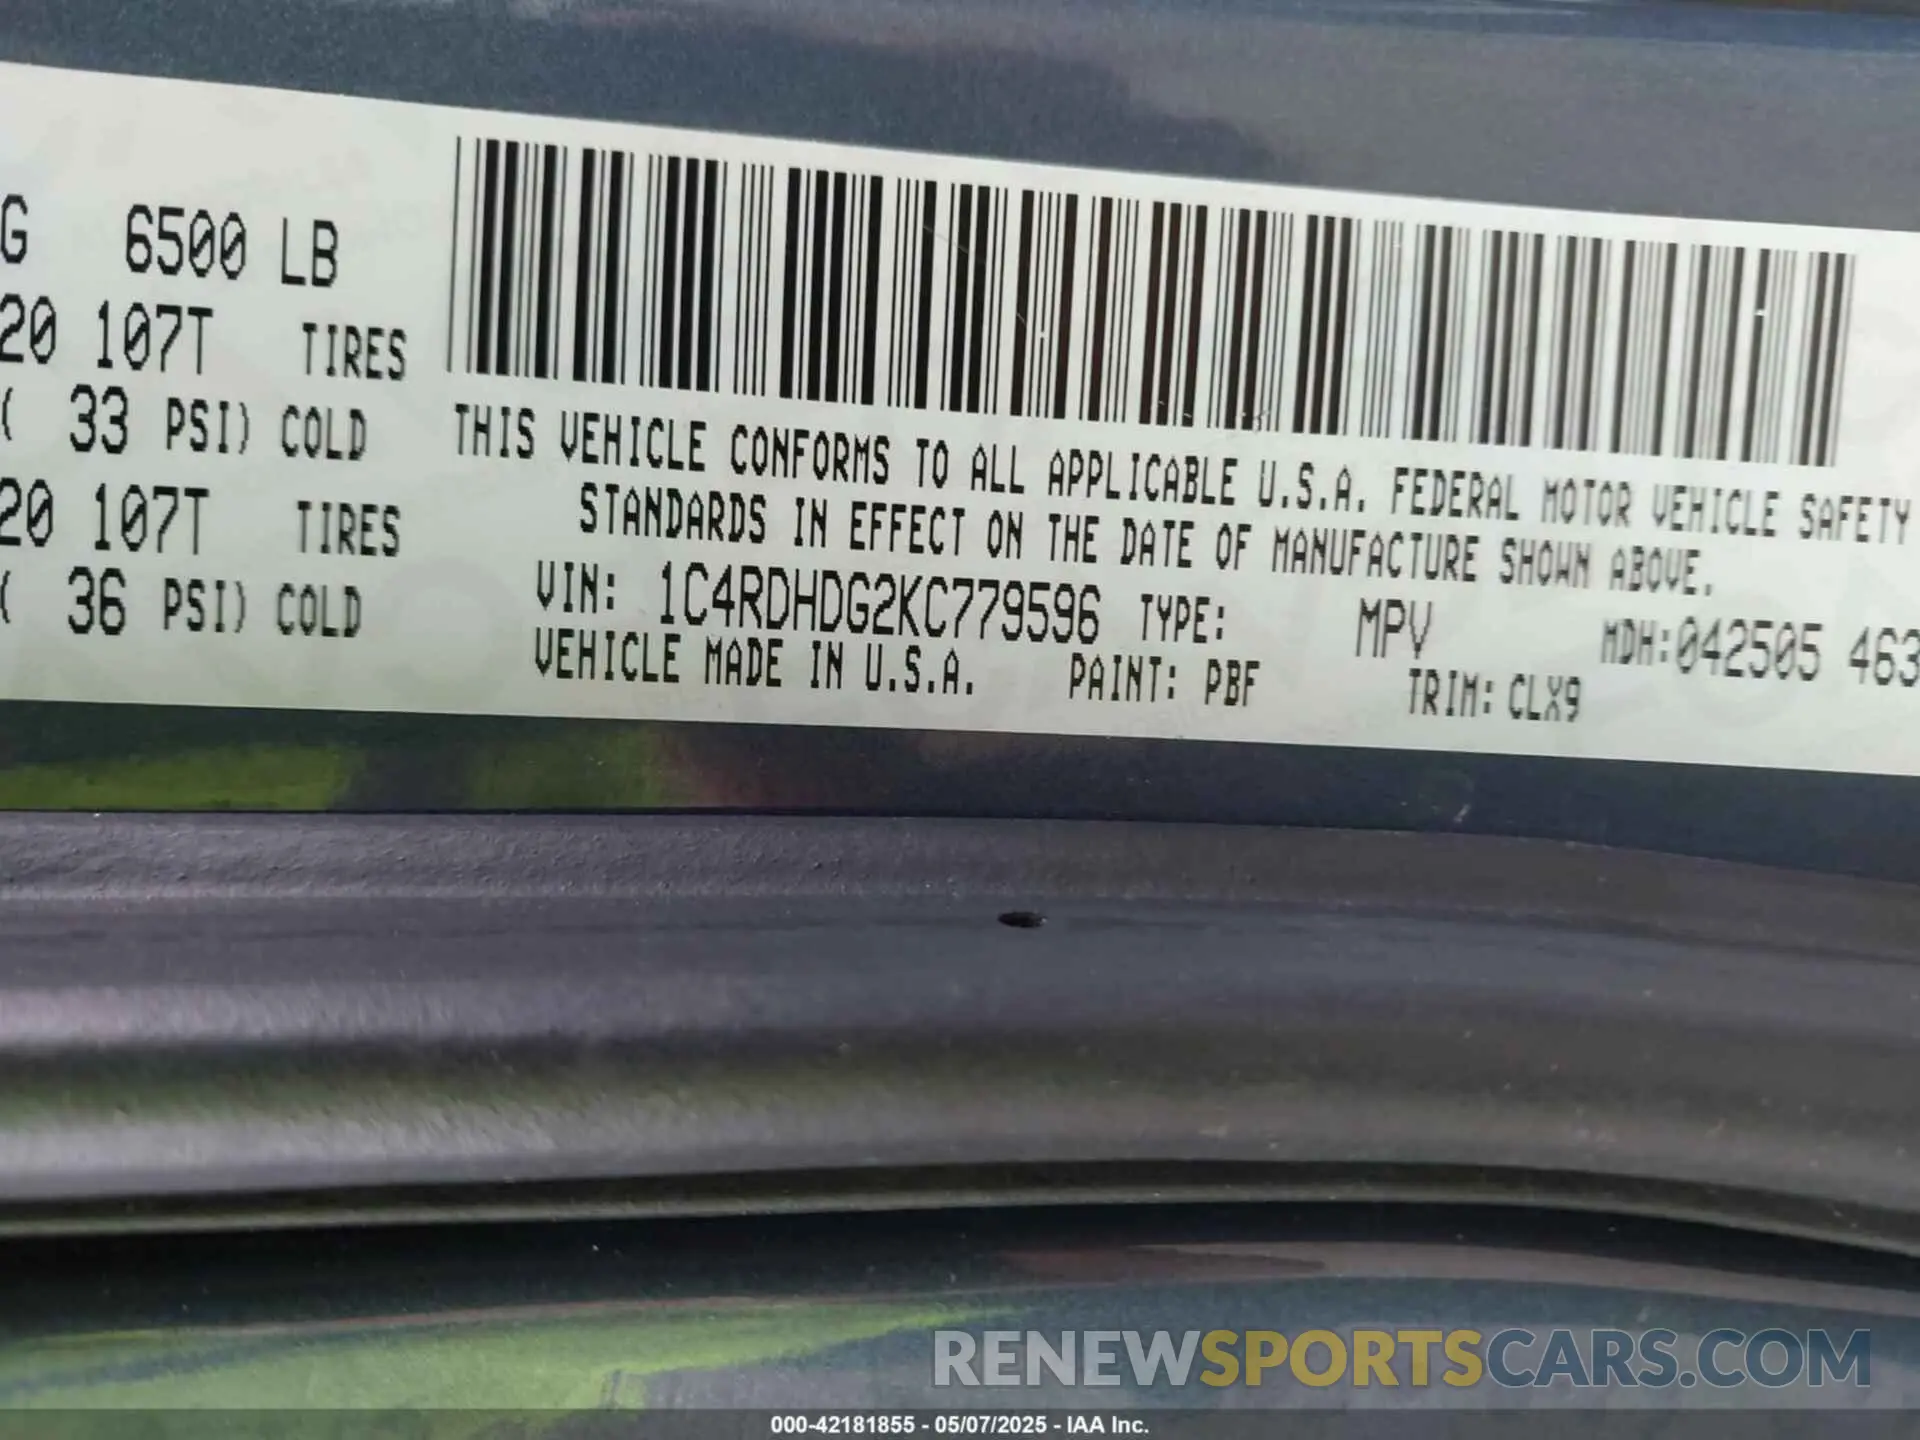 G 6500 LB
20 107T TIRES
( 33 PSI) COLD
20 107T TIRES
( 36 PSI) COLD
THIS VEHICLE CONFORMS TO ALL APPLICABLE U.S.A. FEDERAL MOTOR VEHICLE SAFETY
STANDARDS IN EFFECT ON THE DATE OF MANUFACTURE SHOWN ABOVE.
VIN: 1C4RDHDG2KC779596 TYPE: MPV MDH:042505 463
VEHICLE MADE IN U.S.A. PAINT: PBF TRIM: CLX9
RENEWSPORTSCARS.COM
000-42181855 - 05/07/2025 - IAA Inc.